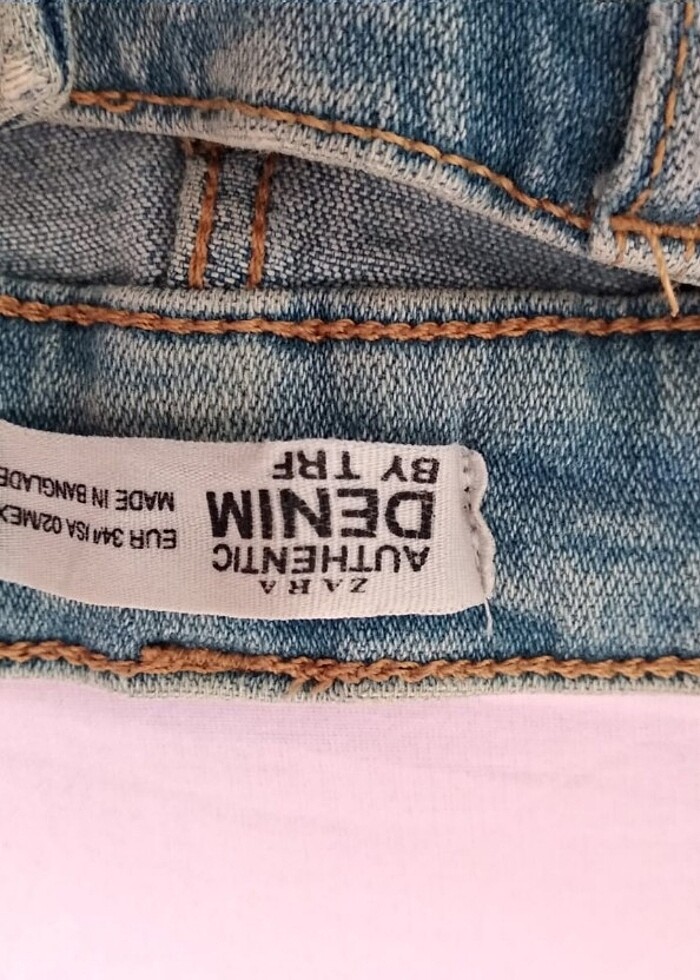 ZARA
AUTHENTIC
DENIM
BY TRF
EUR 34 USA 02 MEX
MADE IN BANGLADE